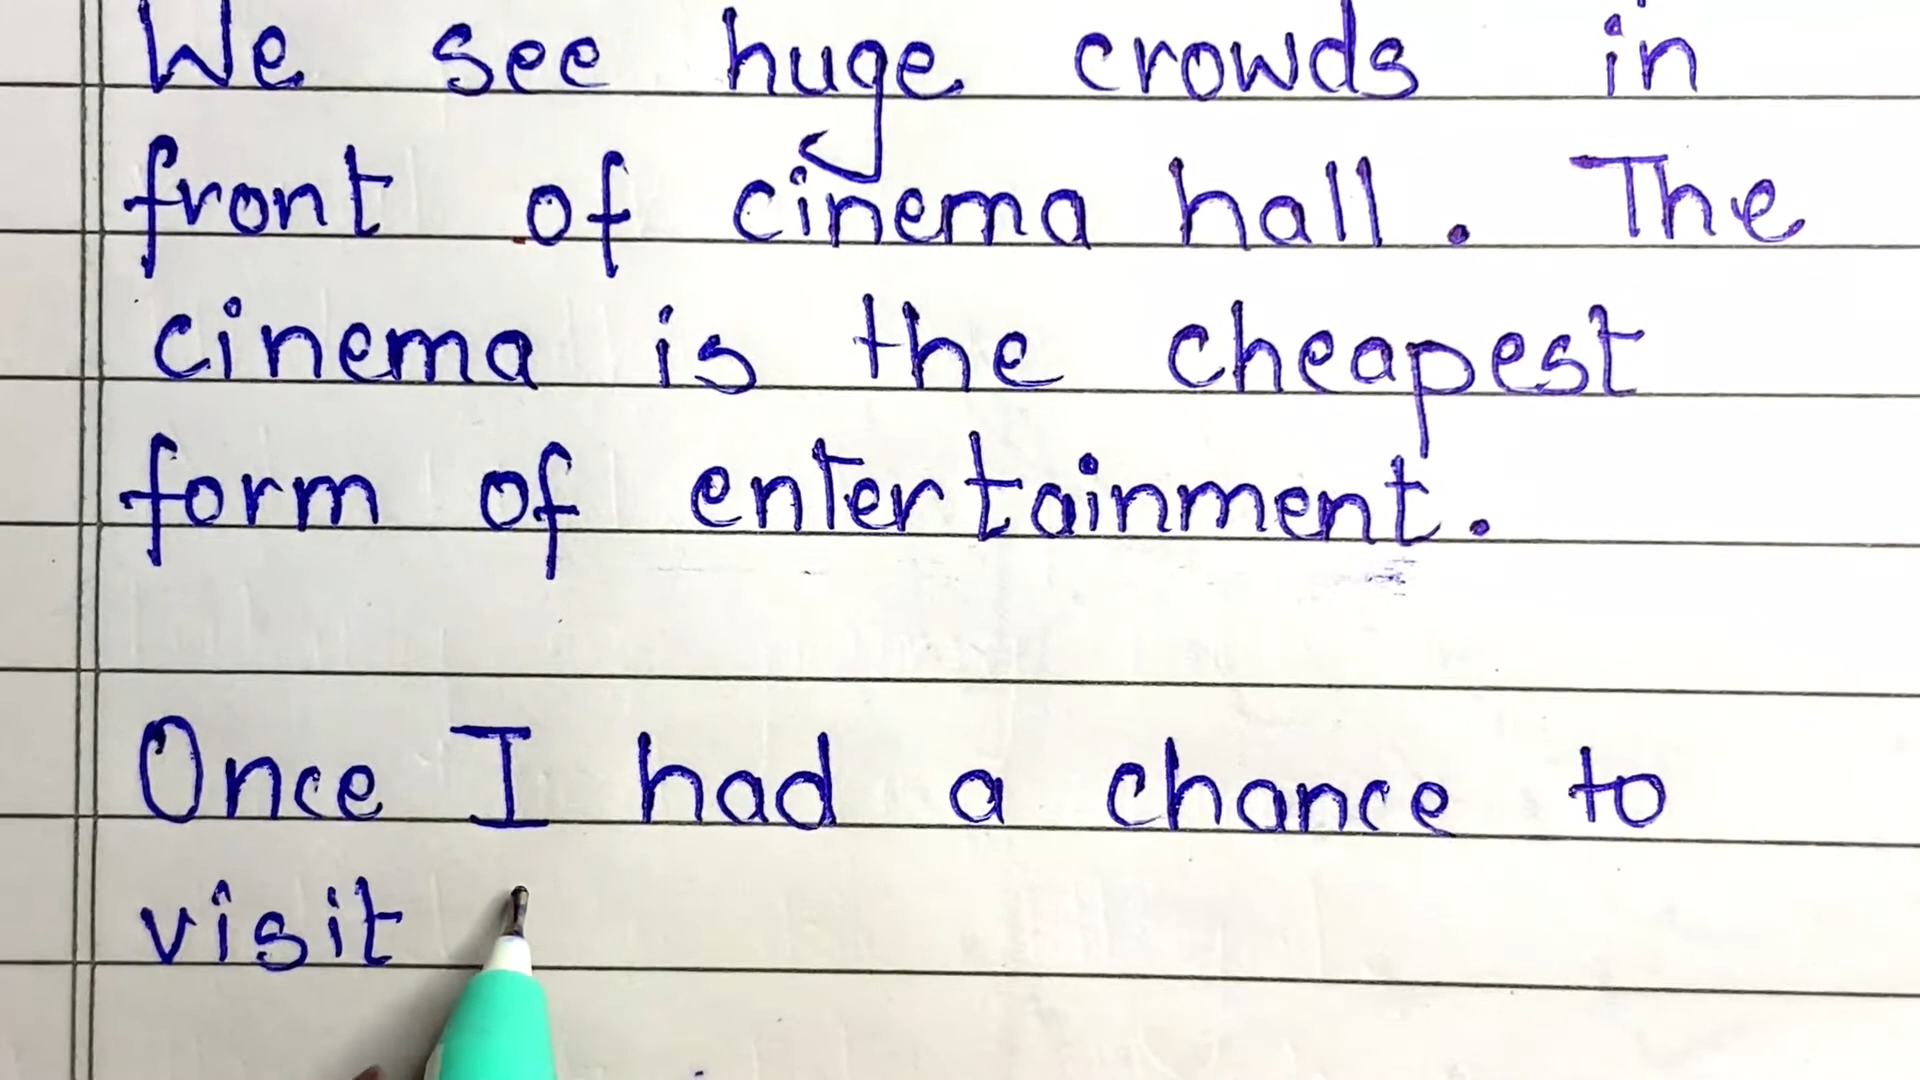 We see huge crowds in
front of cinema hall. The
cinema is the cheapest
form of entertainment.
Once I had a chance to
visit